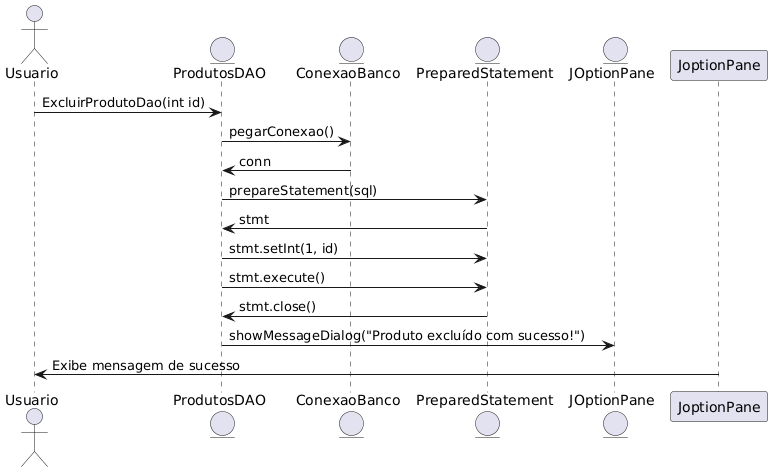 Usuario
ProdutosDAO
ConexaoBanco
PreparedStatement
JOptionPane
JoptionPane
ExcluirProdutoDao(int id)
pegarConexao()
conn
prepareStatement(sql)
stmt
stmt.setInt(1, id)
stmt.execute()
stmt.close()
showMessageDialog("Produto excluído com sucesso!")
Exibe mensagem de sucesso
Usuario
ProdutosDAO
ConexaoBanco
PreparedStatement
JOptionPane
JoptionPane